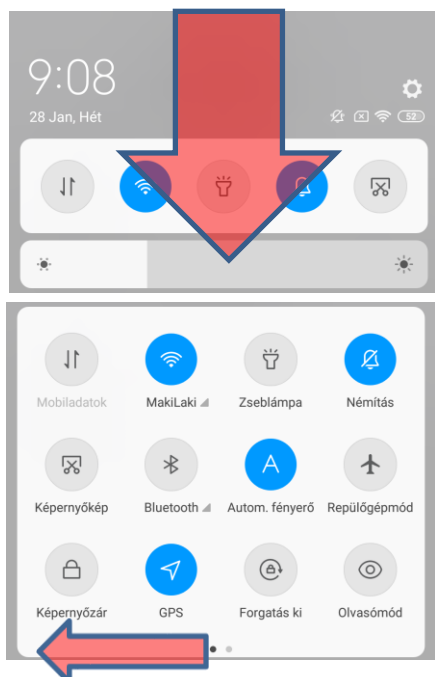 9:08
28 Jan, Hét
52
Mobiladatok MakiLaki Zseblámpa Némítás
Képernyőkép Bluetooth Autom. fényerő Repülőgépmód
Képernyőzár GPS Forgatás ki Olvasómód